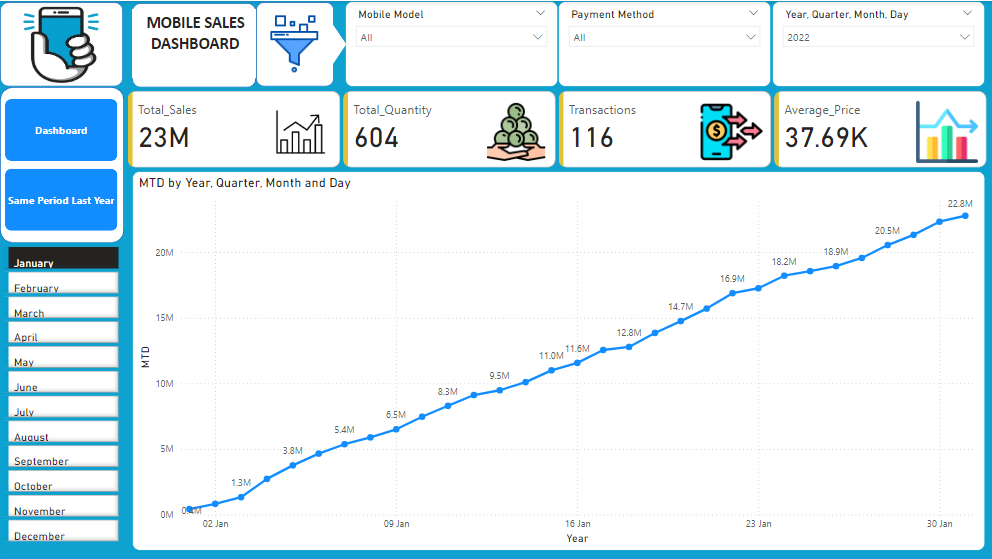 MOBILE SALES
DASHBOARD
Mobile Model
All
Payment Method
All
Year, Quarter, Month, Day
2022
Dashboard
Same Period Last Year
Total_Sales
23M
Total_Quantity
604
Transactions
116
$
Average_Price
37.69K
January
February
March
April
May
June
July
August
September
October
November
December
MTD by Year, Quarter, Month and Day
MTD
20M
15M
10M
5M
0M
0.4M
1.3M
3.8M
5.4M
6.5M
8.3M
9.5M
11.0M
11.6M
12.8M
14.7M
16.9M
18.2M
18.9M
20.5M
22.8M
02 Jan
09 Jan
16 Jan
23 Jan
30 Jan
Year